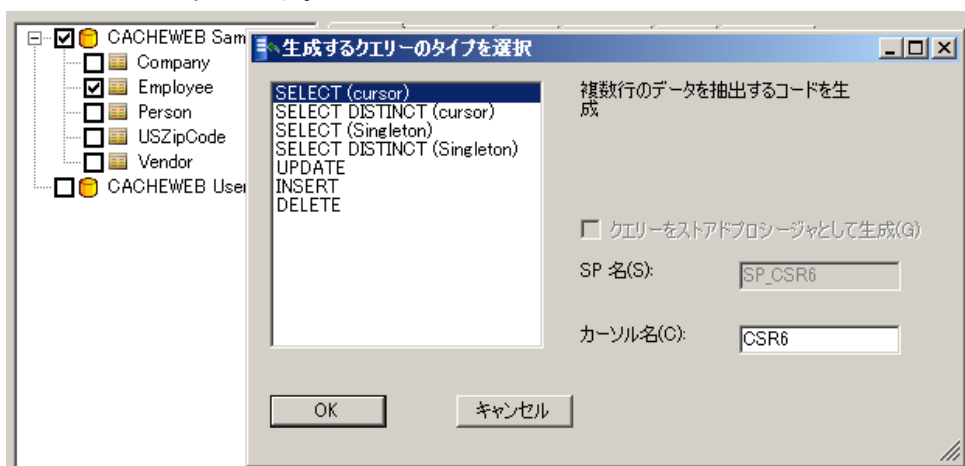 CACHEWEB Sam
Company
Employee
Person
USZipCode
Vendor
CACHEWEB User
生成するクエリーのタイプを選択
SELECT (cursor)
SELECT DISTINCT (cursor)
SELECT (Singleton)
SELECT DISTINCT (Singleton)
UPDATE
INSERT
DELETE
複数行のデータを抽出するコードを生
成
クエリーをストアドプロシージャとして生成(G)
SP 名(S):
SP_CSR6
カーソル名(C):
CSR6
OK
キャンセル